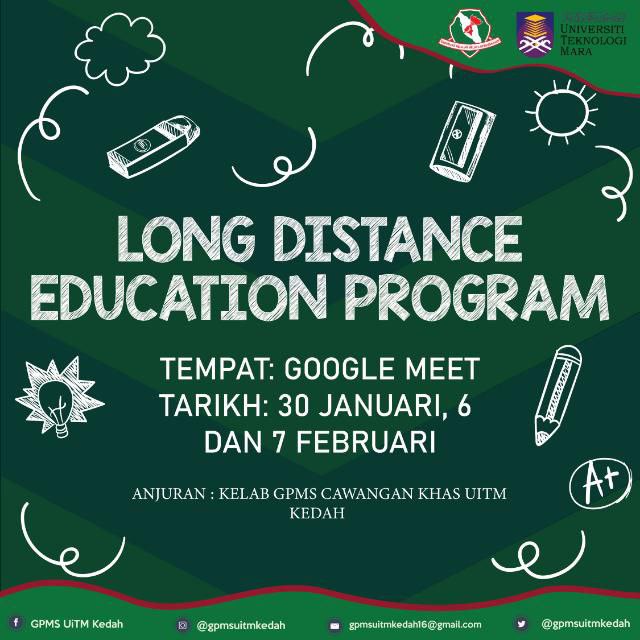 UNIVERSITI
TEKNOLOGI
MARA
LONG DISTANCE
EDUCATION PROGRAM
TEMPAT: GOOGLE MEET
TARIKH: 30 JANUARI, 6
DAN 7 FEBRUARI
A+
ANJURAN : KELAB GPMS CAWANGAN KHAS UITM
KEDAH
GPMS UiTM Kedah
@gpmsuitmkedah
gpmsuitmkedah16@gmail.com
@gpmsuitmkedah